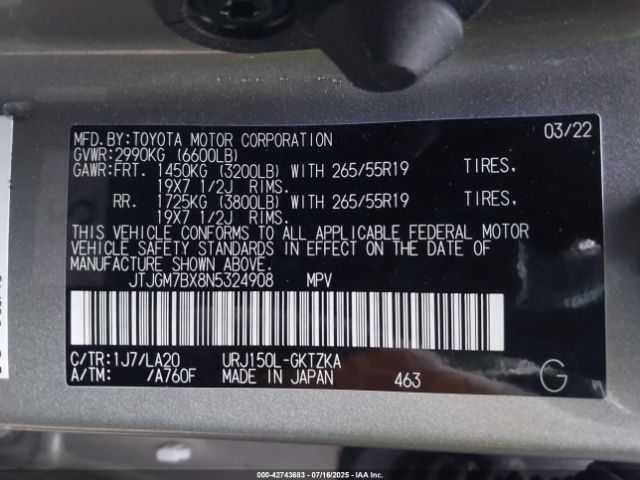 MFD.BY:TOYOTA MOTOR CORPORATION 03/22
GVWR:2990KG (6600LB)
GAWR:FRT. 1450KG (3200LB) WITH 265/55R19 TIRES,
19X7 1/2J RIMS.
RR. 1725KG (3800LB) WITH 265/55R19 TIRES,
19X7 1/2J RIMS.
THIS VEHICLE CONFORMS TO ALL APPLICABLE FEDERAL MOTOR
VEHICLE SAFETY STANDARDS IN EFFECT ON THE DATE OF
MANUFACTURE SHOWN ABOVE.
JTJGM7BX8N5324908 MPV
C/TR:1J7/LA20 URJ150L-GKTZKA
A/TM: /A760F MADE IN JAPAN 463 G
000-42743683 - 07/16/2025 - IAA Inc.